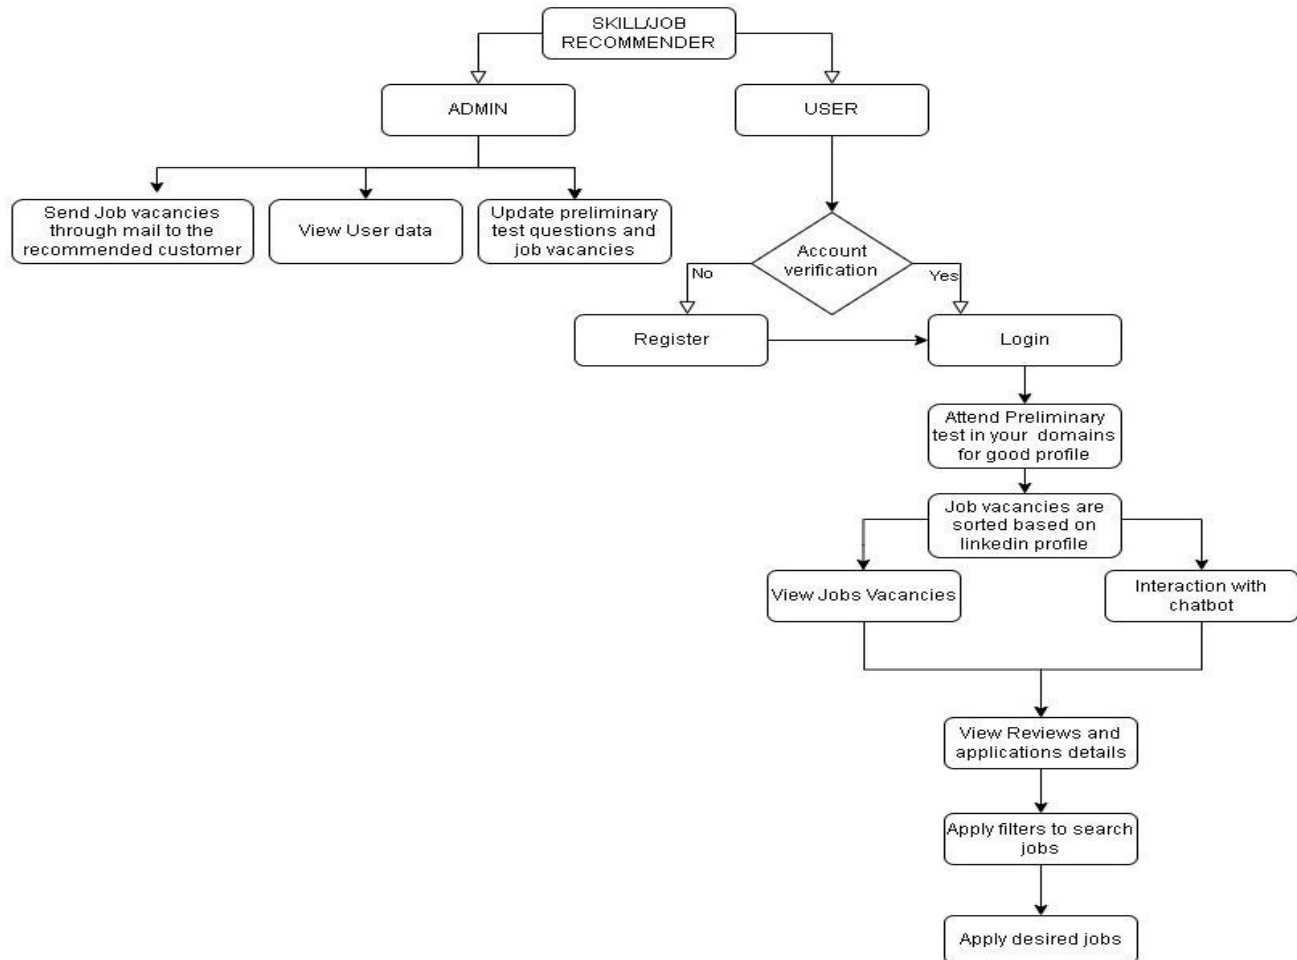 SKILL/JOB
RECOMMENDER
ADMIN
USER
Send Job vacancies
through mail to the
recommended customer
View User data
Update preliminary
test questions and
job vacancies
Account
verification
No
Yes
Register
Login
Attend Preliminary
test in your domains
for good profile
Job vacancies are
sorted based on
linkedin profile
View Jobs Vacancies
Interaction with
chatbot
View Reviews and
applications details
Apply filters to search
jobs
Apply desired jobs